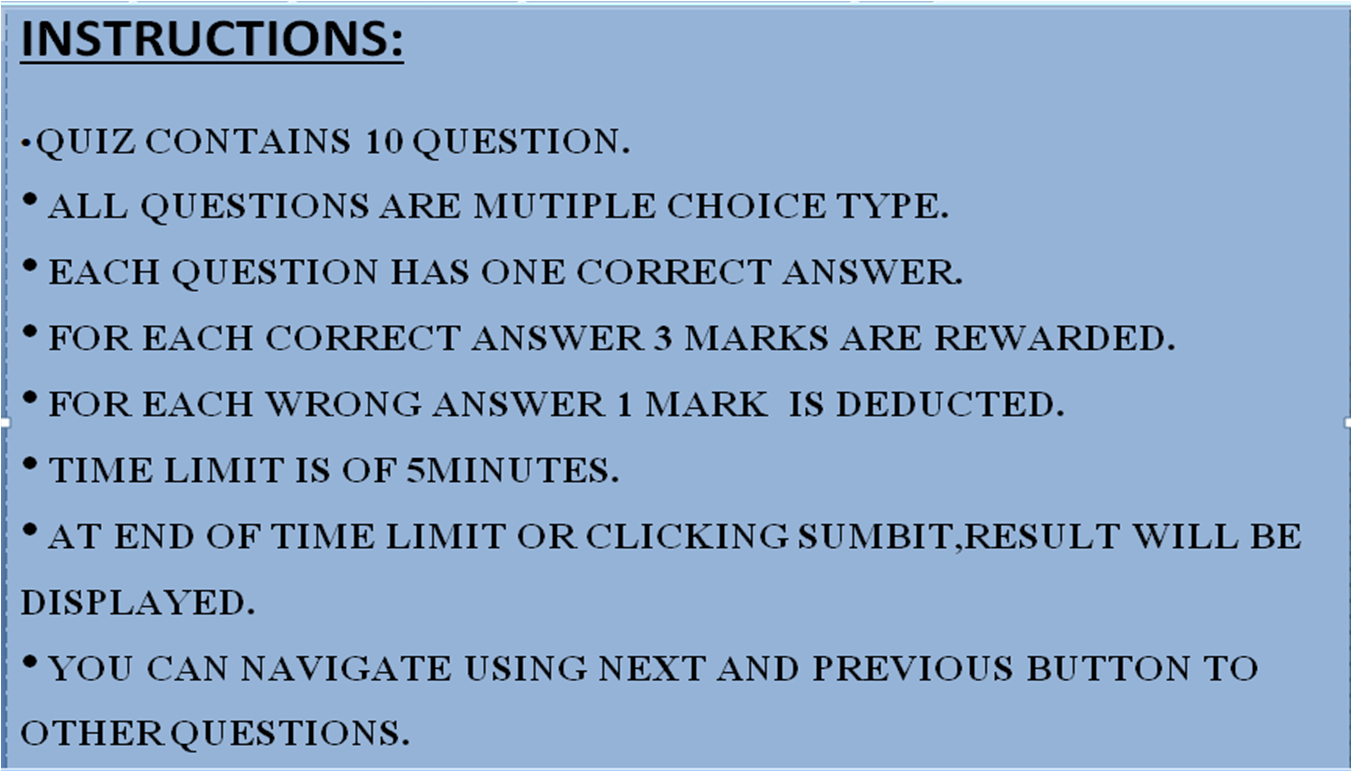 INSTRUCTIONS:
•QUIZ CONTAINS 10 QUESTION.
• ALL QUESTIONS ARE MUTIPLE CHOICE TYPE.
• EACH QUESTION HAS ONE CORRECT ANSWER.
• FOR EACH CORRECT ANSWER 3 MARKS ARE REWARDED.
• FOR EACH WRONG ANSWER 1 MARK  IS DEDUCTED.
• TIME LIMIT IS OF 5MINUTES.
• AT END OF TIME LIMIT OR CLICKING SUMBIT,RESULT WILL BE
DISPLAYED.
• YOU CAN NAVIGATE USING NEXT AND PREVIOUS BUTTON TO
OTHER QUESTIONS.